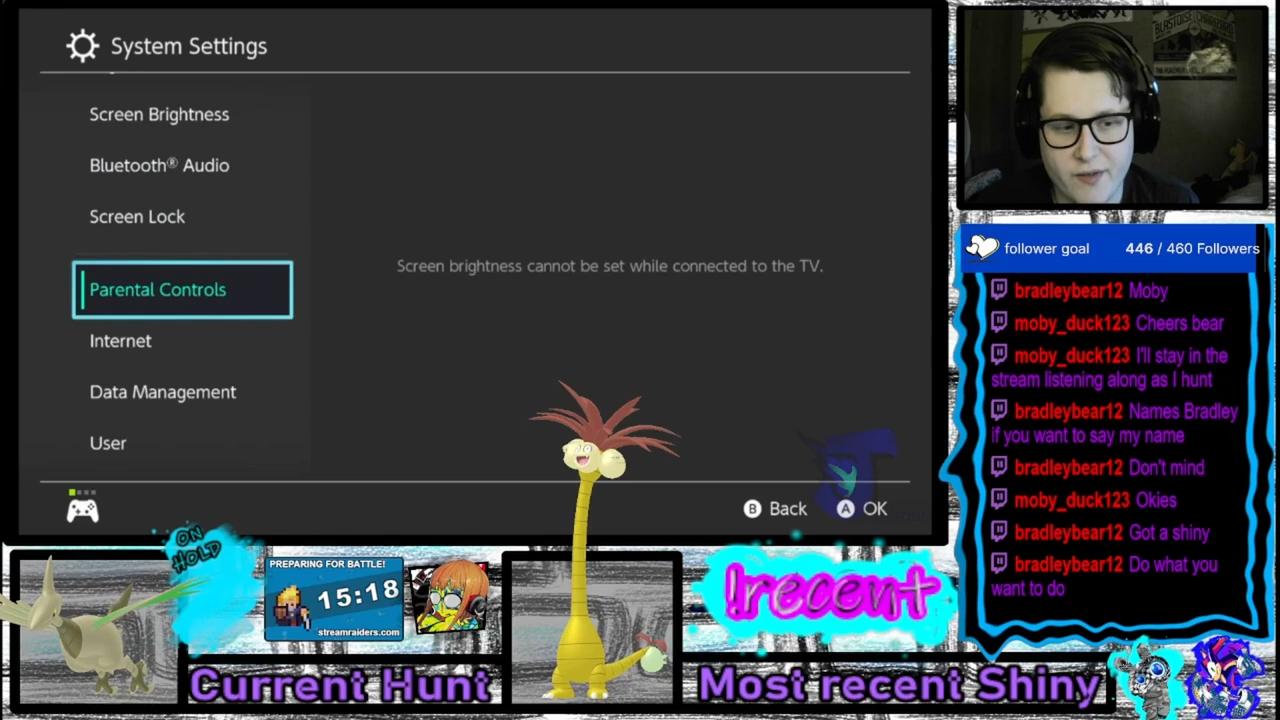 System Settings
Screen Brightness
Bluetooth® Audio
Screen Lock
Parental Controls
Internet
Data Management
User
Screen brightness cannot be set while connected to the TV.
B Back
A OK
follower goal 446 / 460 Followers
bradleybear12 Moby
moby_duck123 Cheers bear
moby_duck123 I'll stay in the
stream listening along as I hunt
bradleybear12 Names Bradley
if you want to say my name
bradleybear12 Don't mind
moby_duck123 Okies
bradleybear12 Got a shiny
bradleybear12 Do what you
want to do
ON
HOLD
PREPARING FOR BATTLE!
15:18
streamraiders.com
!recent
Current Hunt
Most recent Shiny